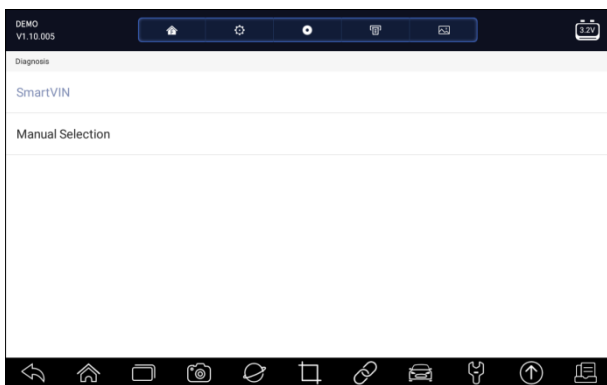 DEMO
V1.10.005
3.2V
Diagnosis
SmartVIN
Manual Selection